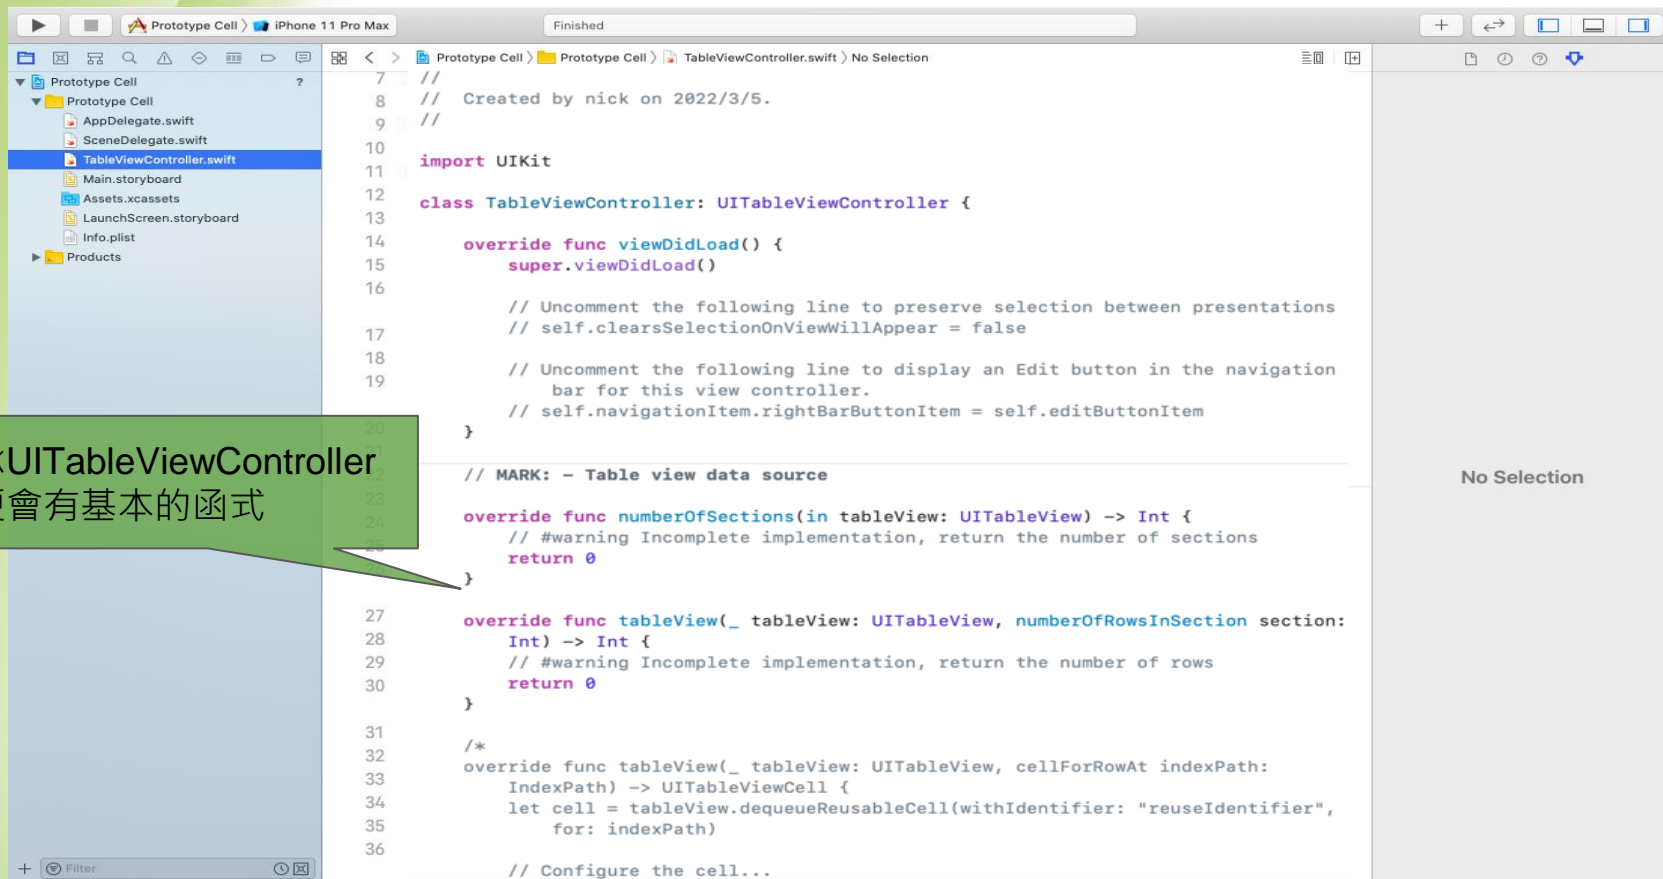 Prototype Cell 〉 iPhone 11 Pro Max
Finished
Prototype Cell 〉 Prototype Cell 〉 TableViewController.swift 〉 No Selection
Prototype Cell ?
Prototype Cell
AppDelegate.swift
SceneDelegate.swift
TableViewController.swift
Main.storyboard
Assets.xcassets
LaunchScreen.storyboard
Info.plist
Products
Filter
UITableViewController
會有基本的函式
7 //
8 //  Created by nick on 2022/3/5.
9 //
10
11 import UIKit
12
13 class TableViewController: UITableViewController {
14 override func viewDidLoad() {
15 super.viewDidLoad()
16
// Uncomment the following line to preserve selection between presentations
17 // self.clearsSelectionOnViewWillAppear = false
18
19 // Uncomment the following line to display an Edit button in the navigation
bar for this view controller.
// self.navigationItem.rightBarButtonItem = self.editButtonItem
20 }
22 // MARK: – Table view data source
23
24 override func numberOfSections(in tableView: UITableView) –> Int {
25 // #warning Incomplete implementation, return the number of sections
return 0
26 }
27 override func tableView(_ tableView: UITableView, numberOfRowsInSection section:
28 Int) –> Int {
29 // #warning Incomplete implementation, return the number of rows
30 return 0
}
31
32 /*
override func tableView(_ tableView: UITableView, cellForRowAt indexPath:
33 IndexPath) –> UITableViewCell {
34 let cell = tableView.dequeueReusableCell(withIdentifier: "reuseIdentifier",
35 for: indexPath)
36
// Configure the cell...
No Selection